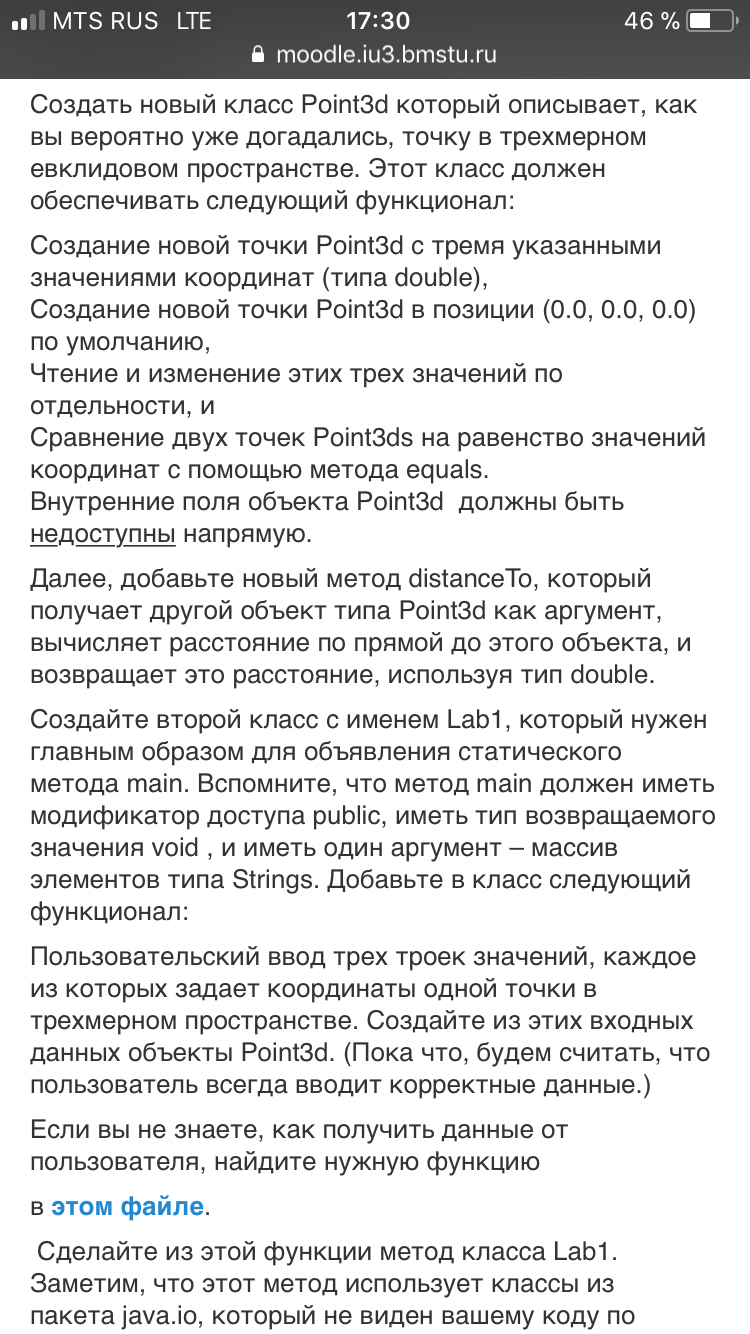 MTS RUS LTE 17:30 46 %
moodle.iu3.bmstu.ru
Создать новый класс Point3d который описывает, как
вы вероятно уже догадались, точку в трехмерном
евклидовом пространстве. Этот класс должен
обеспечивать следующий функционал:
Создание новой точки Point3d с тремя указанными
значениями координат (типа double),
Создание новой точки Point3d в позиции (0.0, 0.0, 0.0)
по умолчанию,
Чтение и изменение этих трех значений по
отдельности, и
Сравнение двух точек Point3ds на равенство значений
координат с помощью метода equals.
Внутренние поля объекта Point3d должны быть
недоступны напрямую.
Далее, добавьте новый метод distanceTo, который
получает другой объект типа Point3d как аргумент,
вычисляет расстояние по прямой до этого объекта, и
возвращает это расстояние, используя тип double.
Создайте второй класс с именем Lab1, который нужен
главным образом для объявления статического
метода main. Вспомните, что метод main должен иметь
модификатор доступа public, иметь тип возвращаемого
значения void , и иметь один аргумент – массив
элементов типа Strings. Добавьте в класс следующий
функционал:
Пользовательский ввод трех троек значений, каждое
из которых задает координаты одной точки в
трехмерном пространстве. Создайте из этих входных
данных объекты Point3d. (Пока что, будем считать, что
пользователь всегда вводит корректные данные.)
Если вы не знаете, как получить данные от
пользователя, найдите нужную функцию
в этом файле.
Сделайте из этой функции метод класса Lab1.
Заметим, что этот метод использует классы из
пакета java.io, который не виден вашему коду по